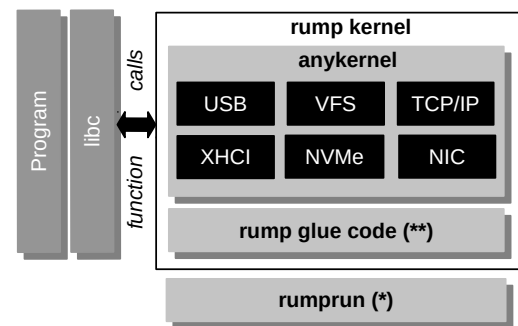 Program
libc
calls
function
rump kernel
anykernel
USB VFS TCP/IP
XHCI NVMe NIC
rump glue code (**)
rumprun (*)